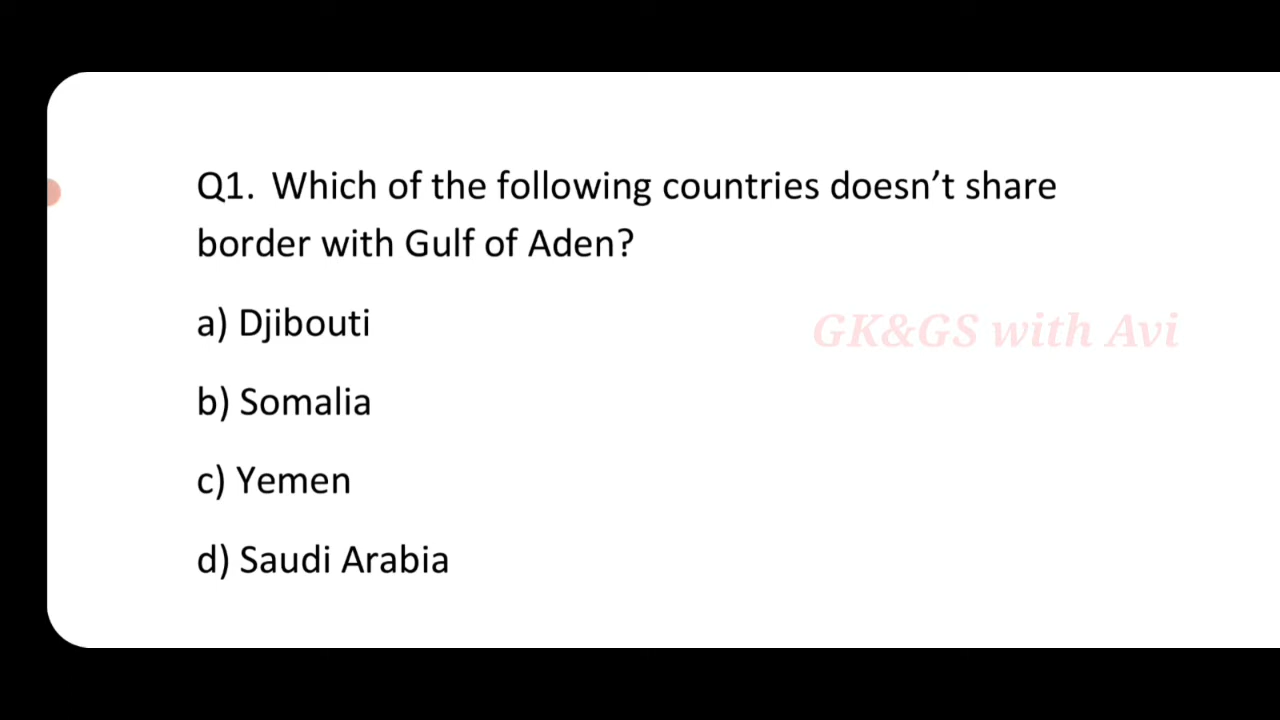 Q1. Which of the following countries doesn’t share
border with Gulf of Aden?
a) Djibouti
GK&GS with Avi
b) Somalia
c) Yemen
d) Saudi Arabia